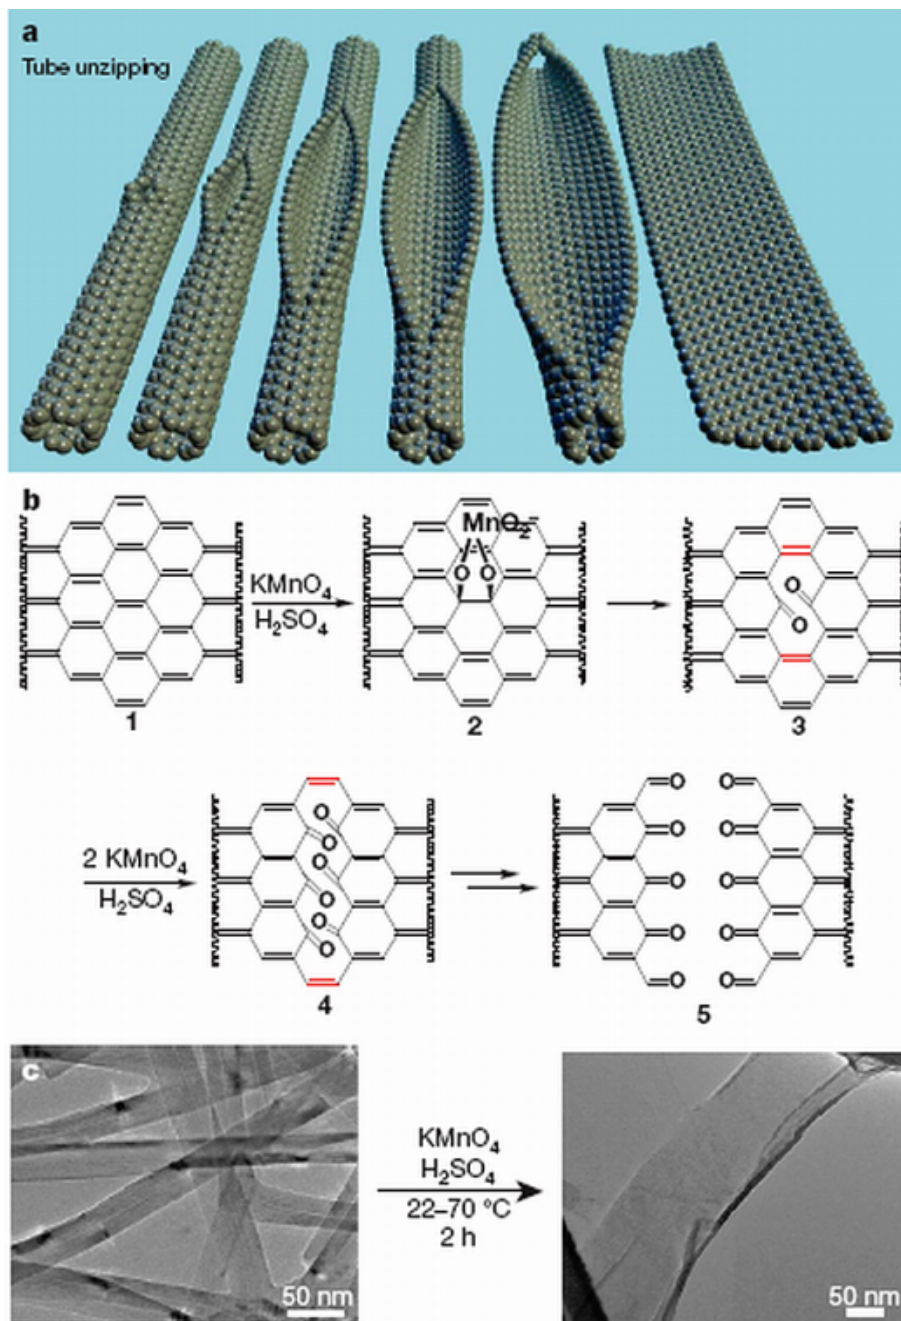 a
Tube unzipping
b
KMnO₄
H₂SO₄
MnO₂⁻
O O
O
O
1
2
3
2 KMnO₄
H₂SO₄
O
O
O
O
O
O
4
O O
O O
O O
O O
O O
5
c
50 nm
KMnO₄
H₂SO₄
22–70 °C
2 h
50 nm